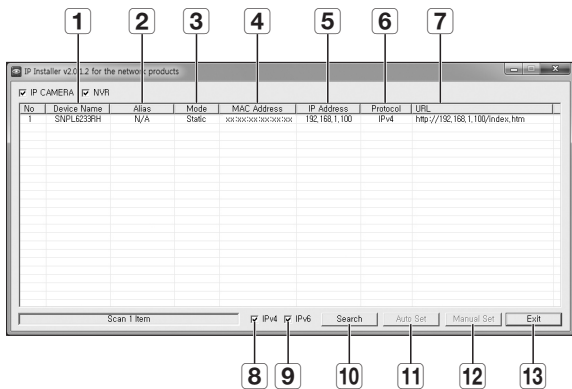 1 2 3 4 5 6 7
IP Installer v2.0.1.2 for the network products
IP CAMERA NVR
No Device Name Alias Mode MAC Address IP Address Protocol URL
1 SNPL6233RH N/A Static xx:xx:xx:xx:xx:xx 192,168,1,100 IPv4 http://192,168,1,100/index,htm
Scan 1 Item IPv4 IPv6 Search Auto Set Manual Set Exit
8 9 10 11 12 13